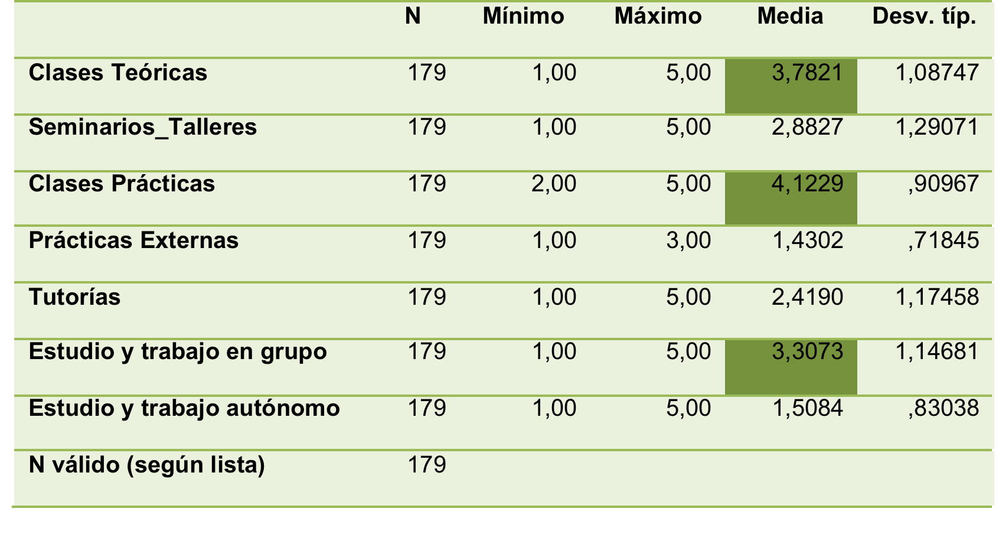 N Mínimo Máximo Media Desv. típ.
Clases Teóricas 179 1,00 5,00 3,7821 1,08747
Seminarios_Talleres 179 1,00 5,00 2,8827 1,29071
Clases Prácticas 179 2,00 5,00 4,1229 ,90967
Prácticas Externas 179 1,00 3,00 1,4302 ,71845
Tutorías 179 1,00 5,00 2,4190 1,17458
Estudio y trabajo en grupo 179 1,00 5,00 3,3073 1,14681
Estudio y trabajo autónomo 179 1,00 5,00 1,5084 ,83038
N válido (según lista) 179